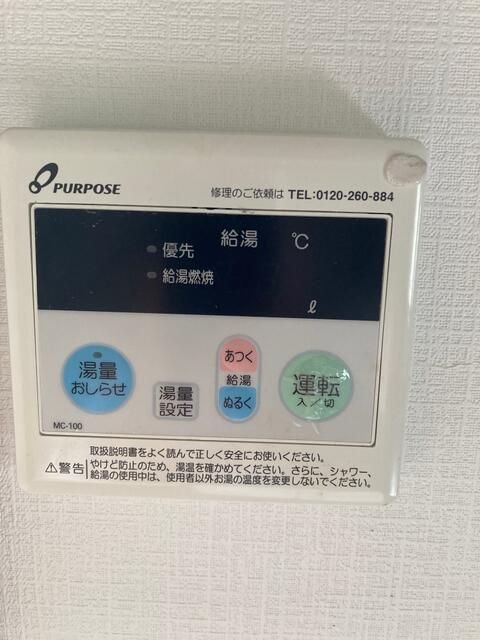 PURPOSE
修理のご依頼は TEL:0120-260-884
給湯 ℃
優先
給湯燃焼
ℓ
湯量
おしらせ
湯量
設定
あつく
給湯
ぬるく
運転
入／切
MC-100
取扱説明書をよく読んで正しく安全にお使いください。
⚠警告
やけど防止のため、湯温を確かめてください。さらに、シャワー、
給湯の使用中は、使用者以外お湯の温度を変更しないでください。